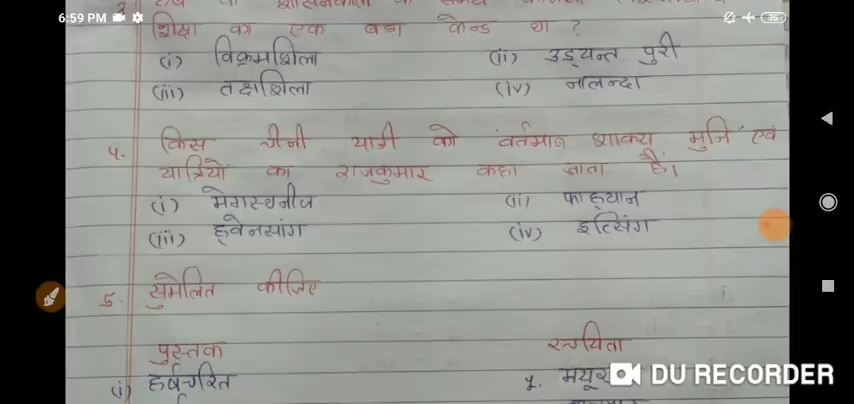 6:59 PM
75
शिक्षा का एक बड़ा केन्द्र था ?
(i) विक्रमशिला (ii) उड्यन्त पुरी
(iii) तक्षशिला (iv) नालन्दा
4. किस चीनी यात्री को वर्तमान शाक्य मुनि एवं
यात्रियों का राजकुमार कहा जाता है।
(i) मेगस्थनीज (ii) फाह्यान
(iii) ह्वेनसांग (iv) इत्सिंग
5. सुमेलित कीजिए
पुस्तक रचयिता
(i) हर्षचरित 1. मयूर
DU RECORDER